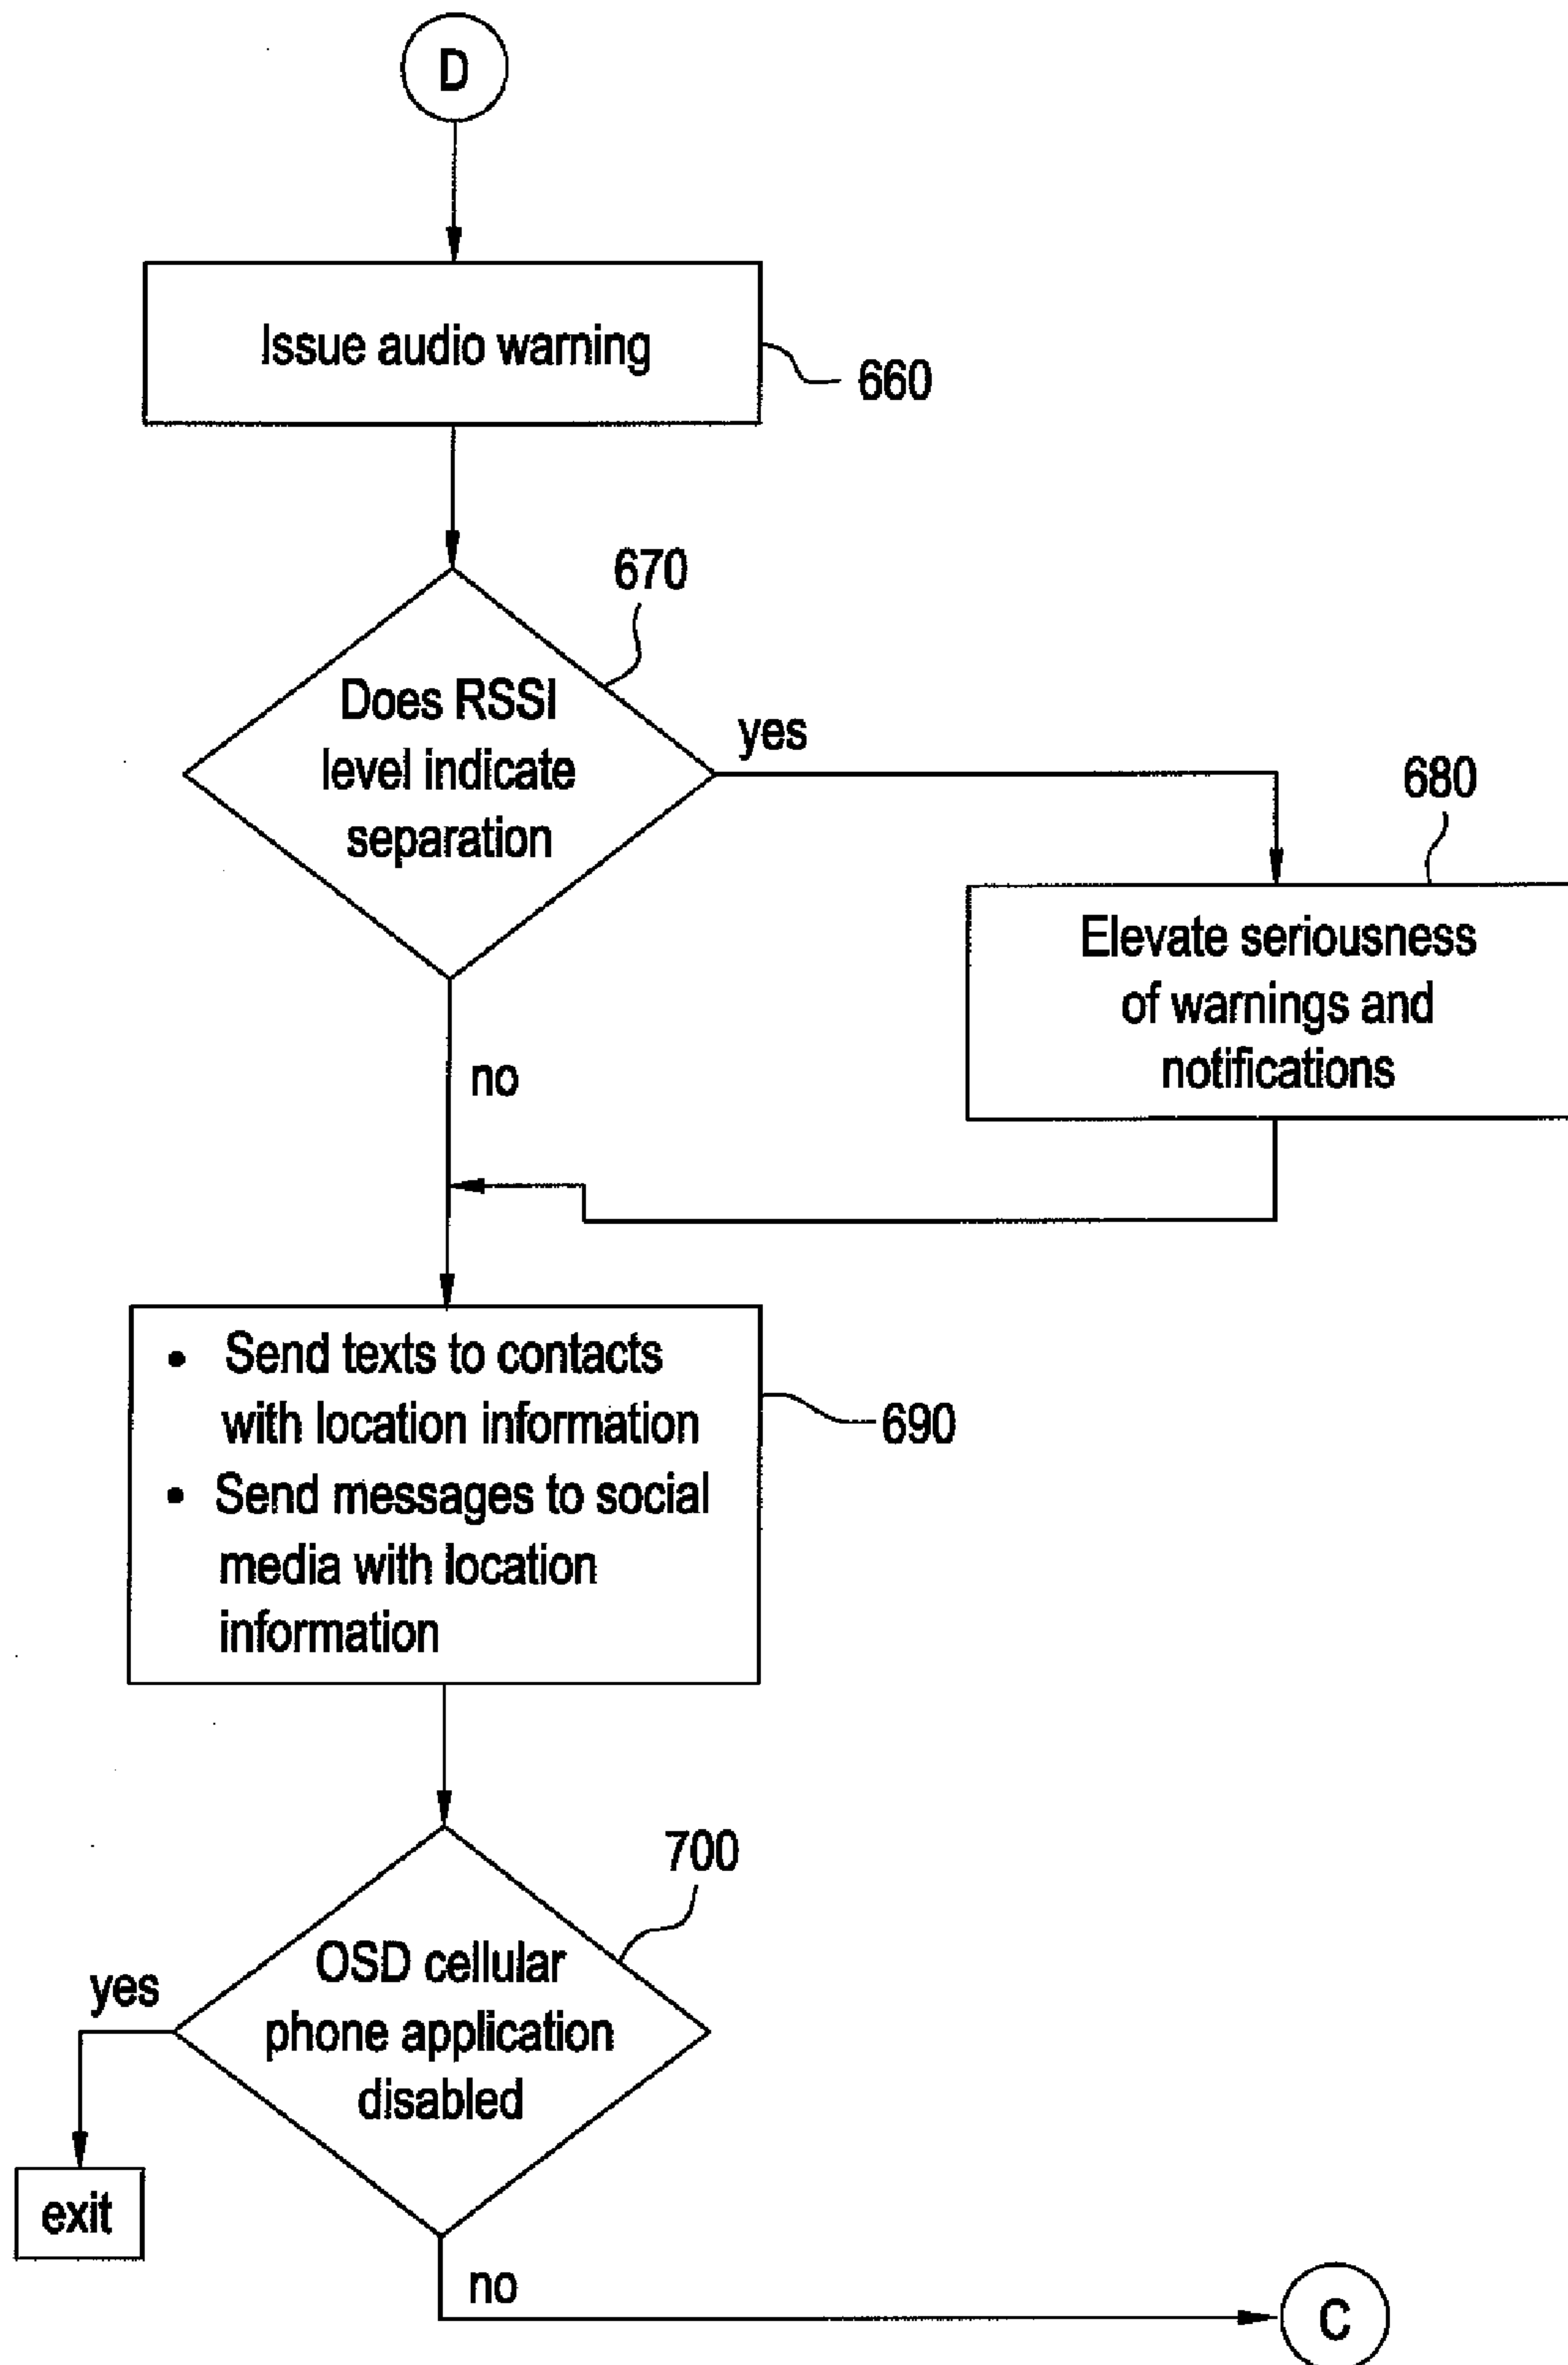 D
Issue audio warning
660
670
Does RSSI
level indicate
separation
yes
680
Elevate seriousness
of warnings and
notifications
no
• Send texts to contacts
with location information
• Send messages to social
media with location
information
690
700
OSD cellular
phone application
disabled
yes
exit
no
C